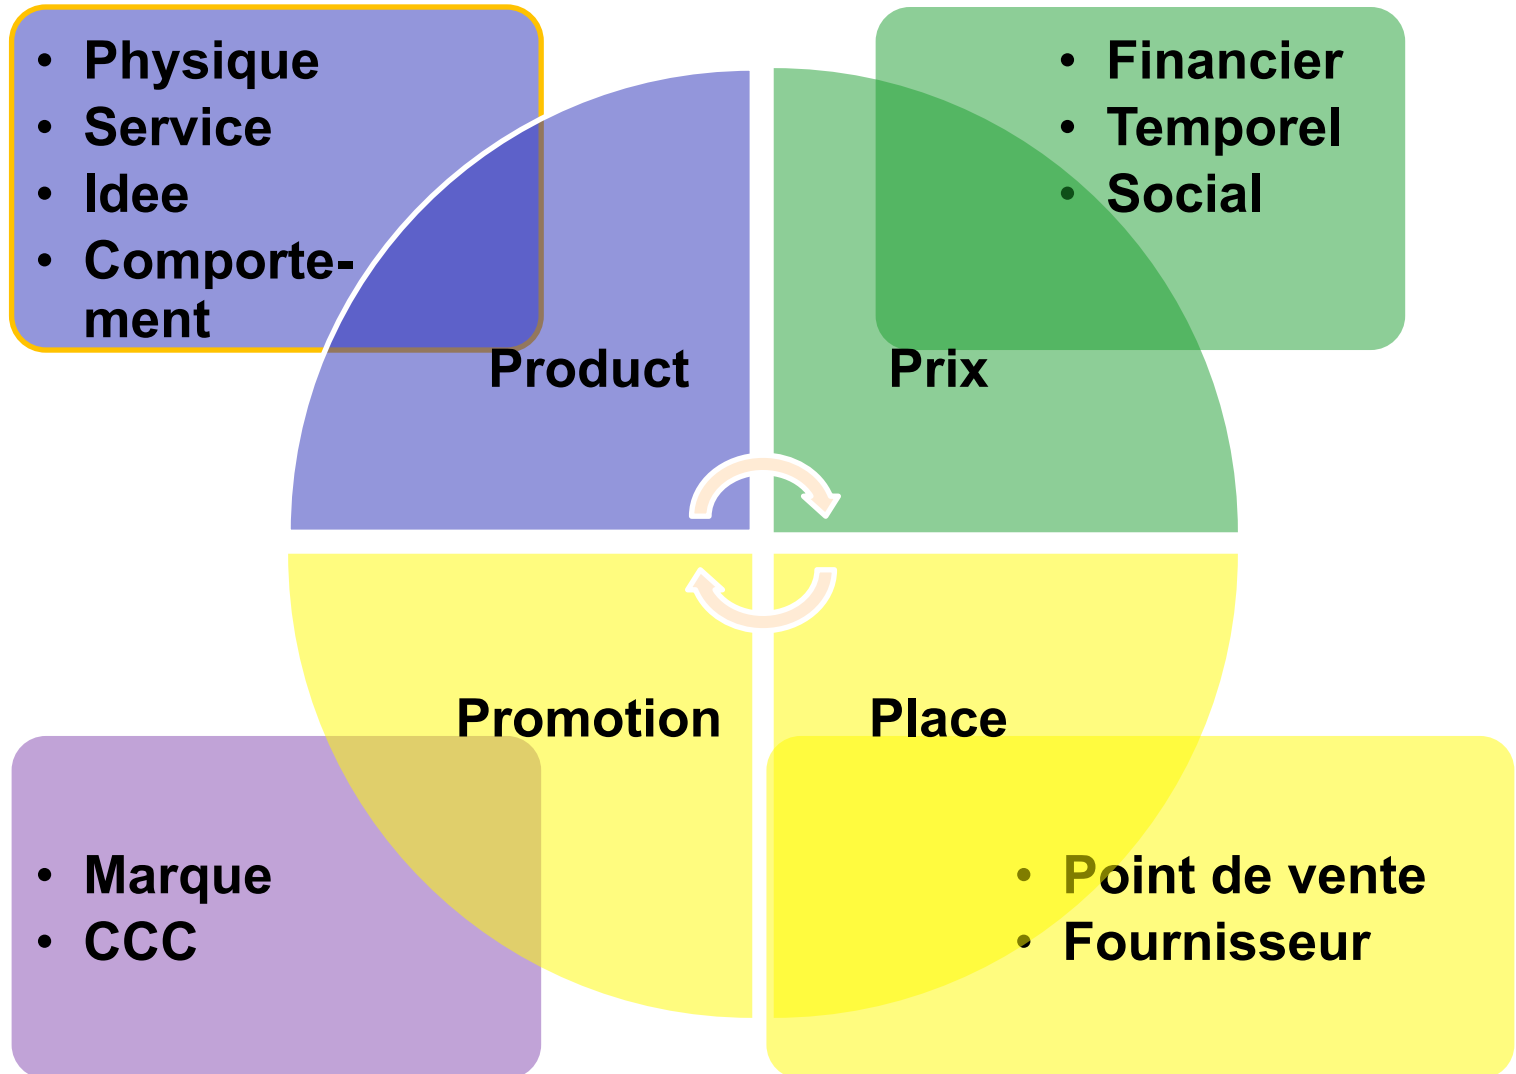 • Physique
• Service
• Idee
• Comporte-
ment
• Financier
• Temporel
• Social
Product
Prix
Promotion
Place
• Marque
• CCC
• Point de vente
• Fournisseur